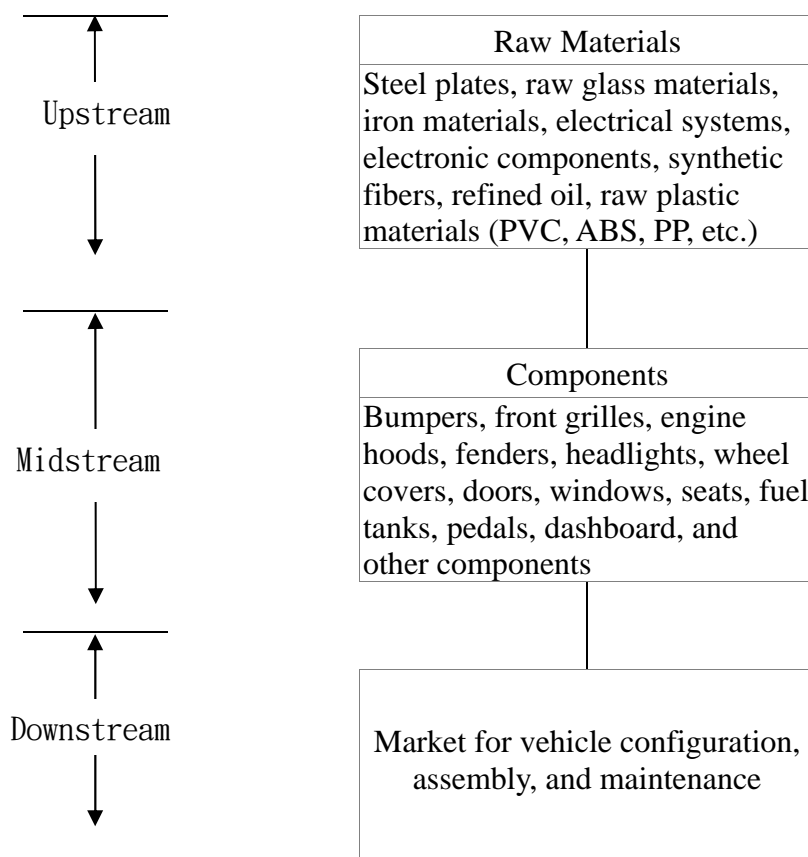 Upstream
Raw Materials
Steel plates, raw glass materials,
iron materials, electrical systems,
electronic components, synthetic
fibers, refined oil, raw plastic
materials (PVC, ABS, PP, etc.)
Midstream
Components
Bumpers, front grilles, engine
hoods, fenders, headlights, wheel
covers, doors, windows, seats, fuel
tanks, pedals, dashboard, and
other components
Downstream
Market for vehicle configuration,
assembly, and maintenance